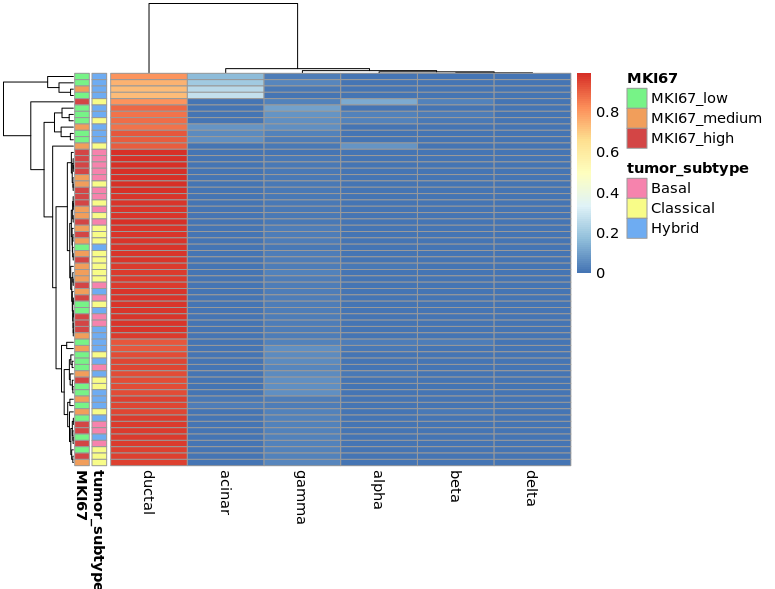 MKI67
MKI67_low
MKI67_medium
MKI67_high
tumor_subtype
Basal
Classical
Hybrid
0.8
0.6
0.4
0.2
0
MKI67
tumor_subtype
ductal
acinar
gamma
alpha
beta
delta